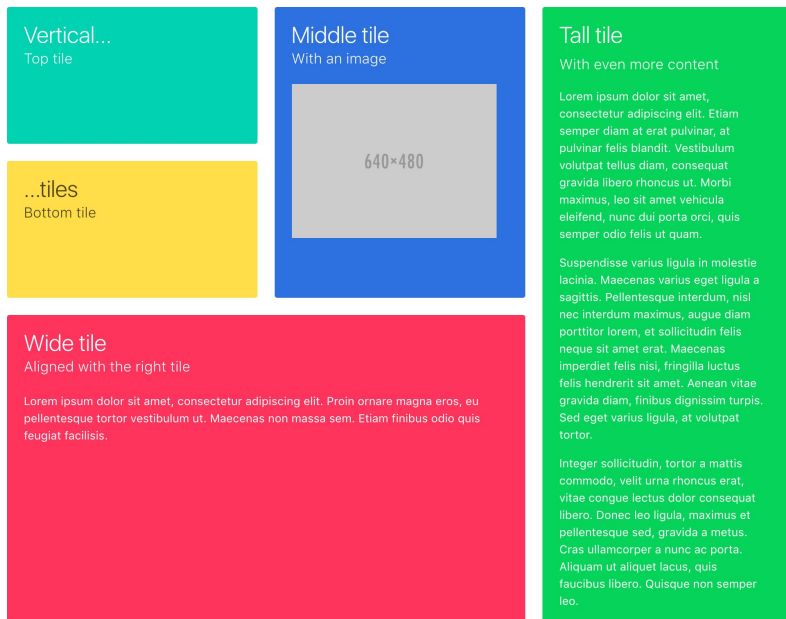 Vertical...
Top tile
...tiles
Bottom tile
Middle tile
With an image
640×480
Wide tile
Aligned with the right tile
Lorem ipsum dolor sit amet, consectetur adipiscing elit. Proin ornare magna eros, eu
pellentesque tortor vestibulum ut. Maecenas non massa sem. Etiam finibus odio quis
feugiat facilisis.
Tall tile
With even more content
Lorem ipsum dolor sit amet,
consectetur adipiscing elit. Etiam
semper diam at erat pulvinar, at
pulvinar felis blandit. Vestibulum
volutpat tellus diam, consequat
gravida libero rhoncus ut. Morbi
maximus, leo sit amet vehicula
eleifend, nunc dui porta orci, quis
semper odio felis ut quam.
Suspendisse varius ligula in molestie
lacinia. Maecenas varius eget ligula a
sagittis. Pellentesque interdum, nisl
nec interdum maximus, augue diam
porttitor lorem, et sollicitudin felis
neque sit amet erat. Maecenas
imperdiet felis nisi, fringilla luctus
felis hendrerit sit amet. Aenean vitae
gravida diam, finibus dignissim turpis.
Sed eget varius ligula, at volutpat
tortor.
Integer sollicitudin, tortor a mattis
commodo, velit urna rhoncus erat,
vitae congue lectus dolor consequat
libero. Donec leo ligula, maximus et
pellentesque sed, gravida a metus.
Cras ullamcorper a nunc ac porta.
Aliquam ut aliquet lacus, quis
faucibus libero. Quisque non semper
leo.